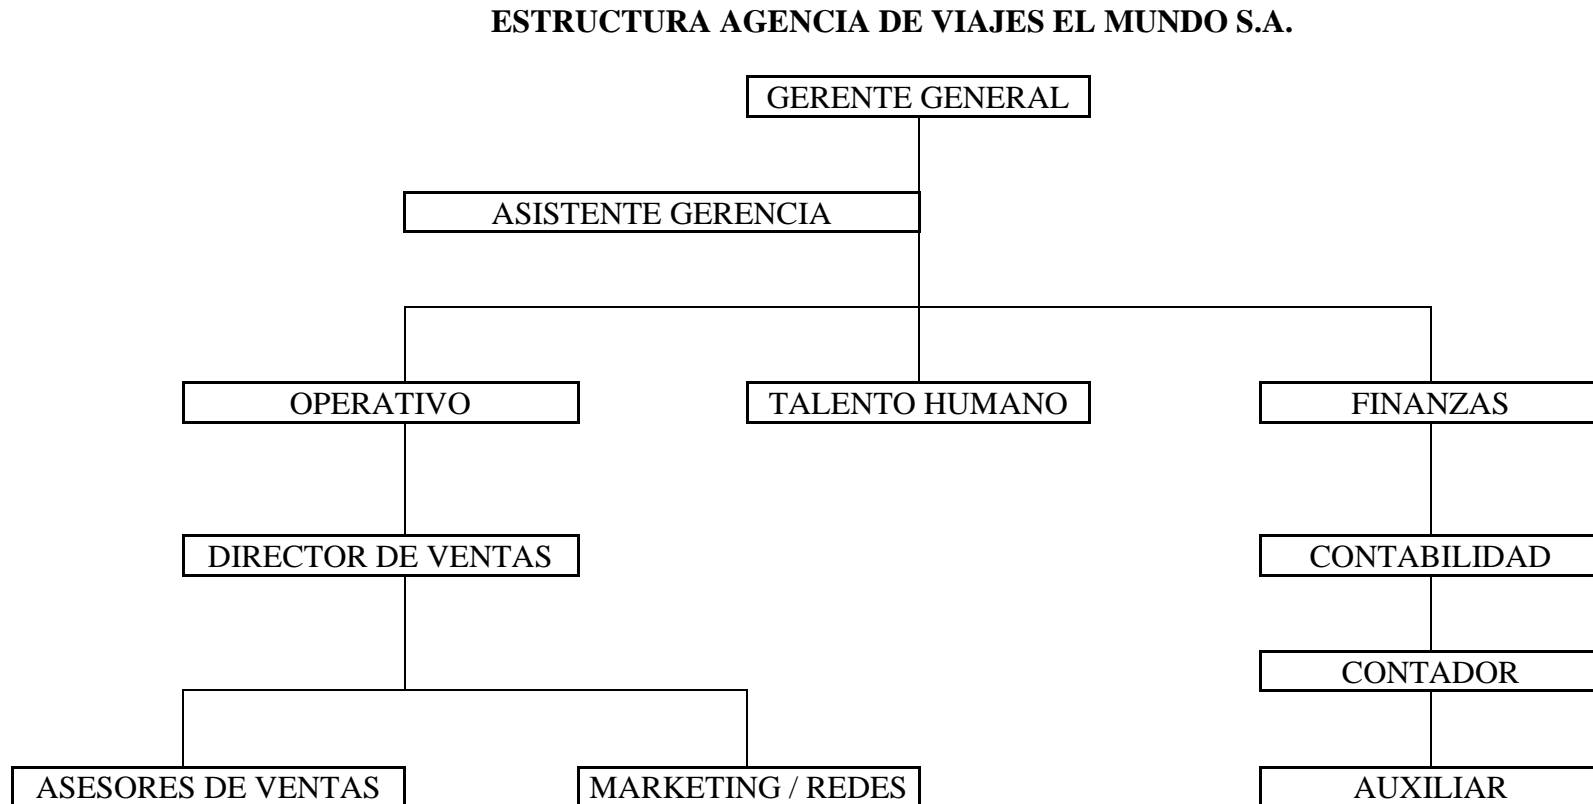 ESTRUCTURA AGENCIA DE VIAJES EL MUNDO S.A.
GERENTE GENERAL
ASISTENTE GERENCIA
OPERATIVO
TALENTO HUMANO
FINANZAS
DIRECTOR DE VENTAS
CONTABILIDAD
CONTADOR
ASESORES DE VENTAS
MARKETING / REDES
AUXILIAR